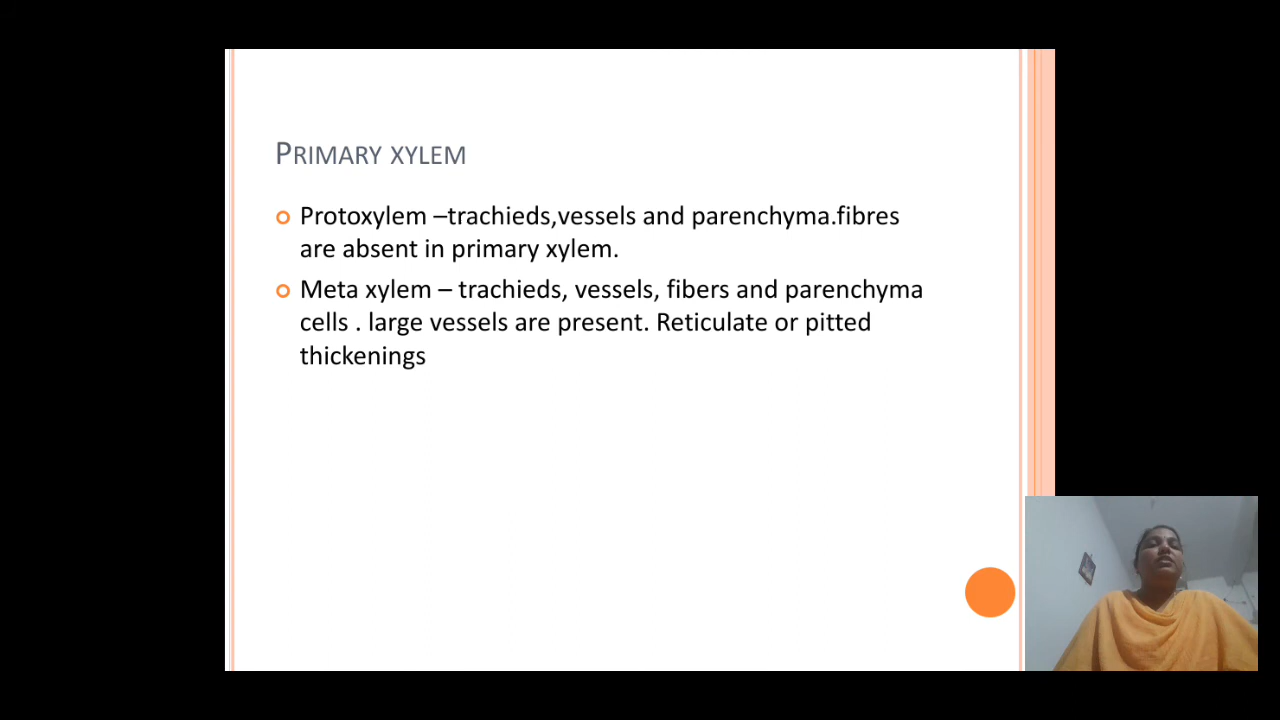 PRIMARY XYLEM
Protoxylem –trachieds,vessels and parenchyma.fibres
are absent in primary xylem.
Meta xylem – trachieds, vessels, fibers and parenchyma
cells . large vessels are present. Reticulate or pitted
thickenings